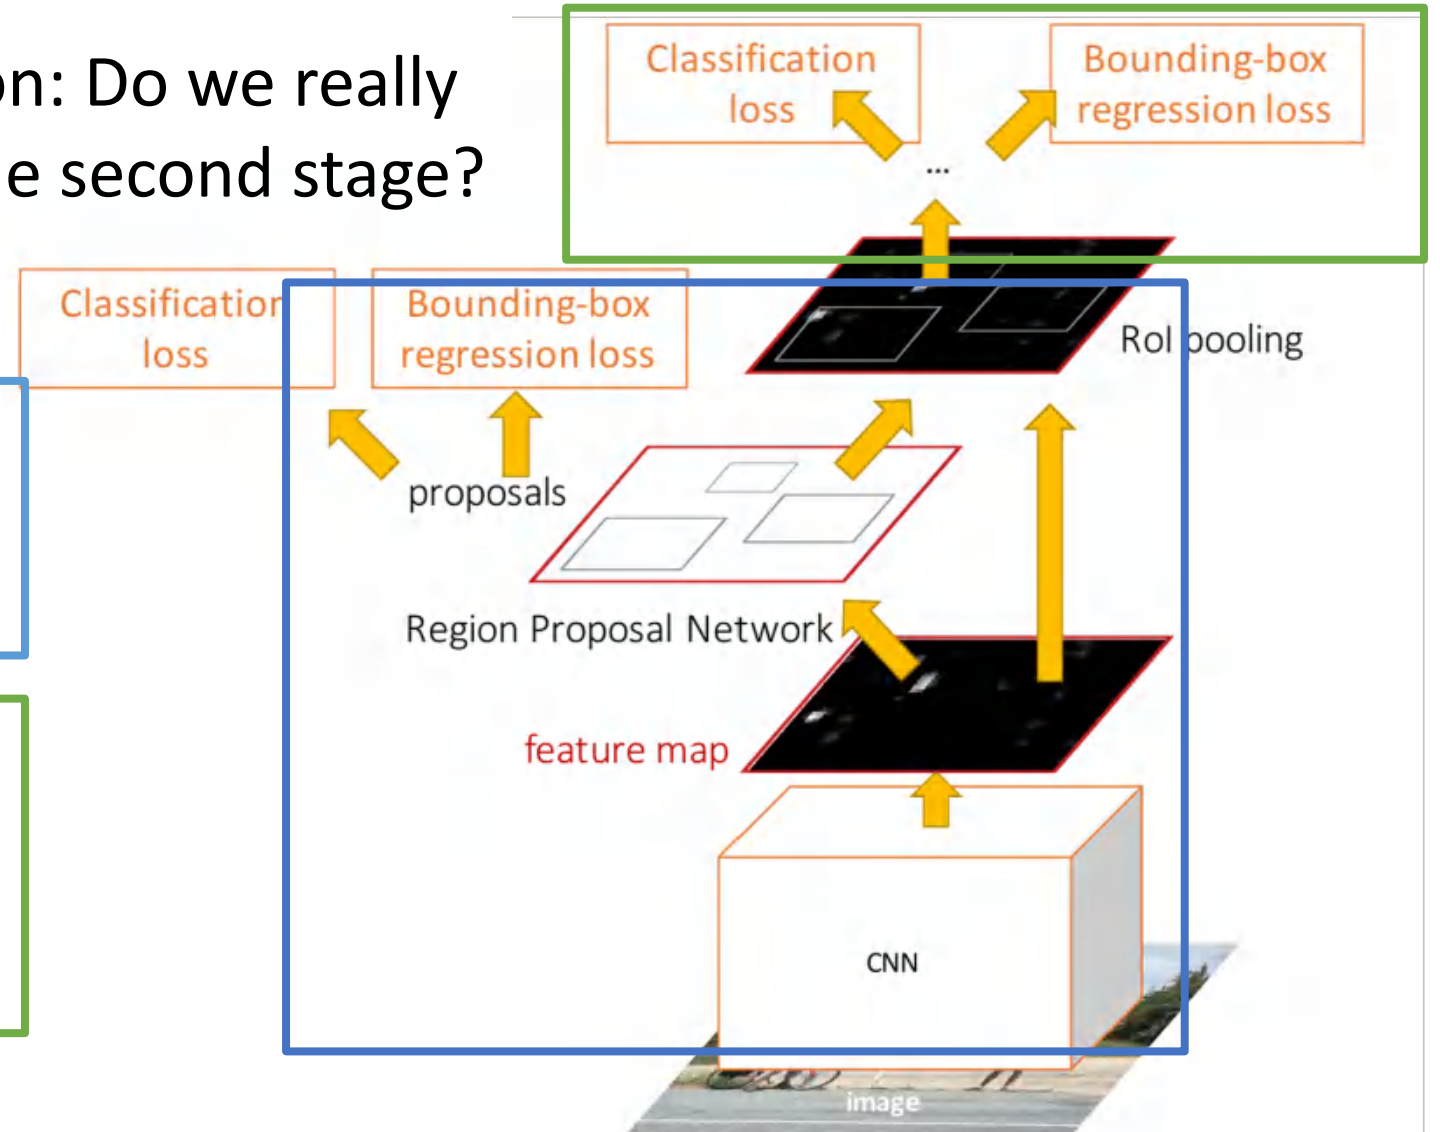 on: Do we really
e second stage?
Classification
loss
Bounding-box
regression loss
...
Classification
loss
Bounding-box
regression loss
RoI pooling
proposals
Region Proposal Network
feature map
CNN
image